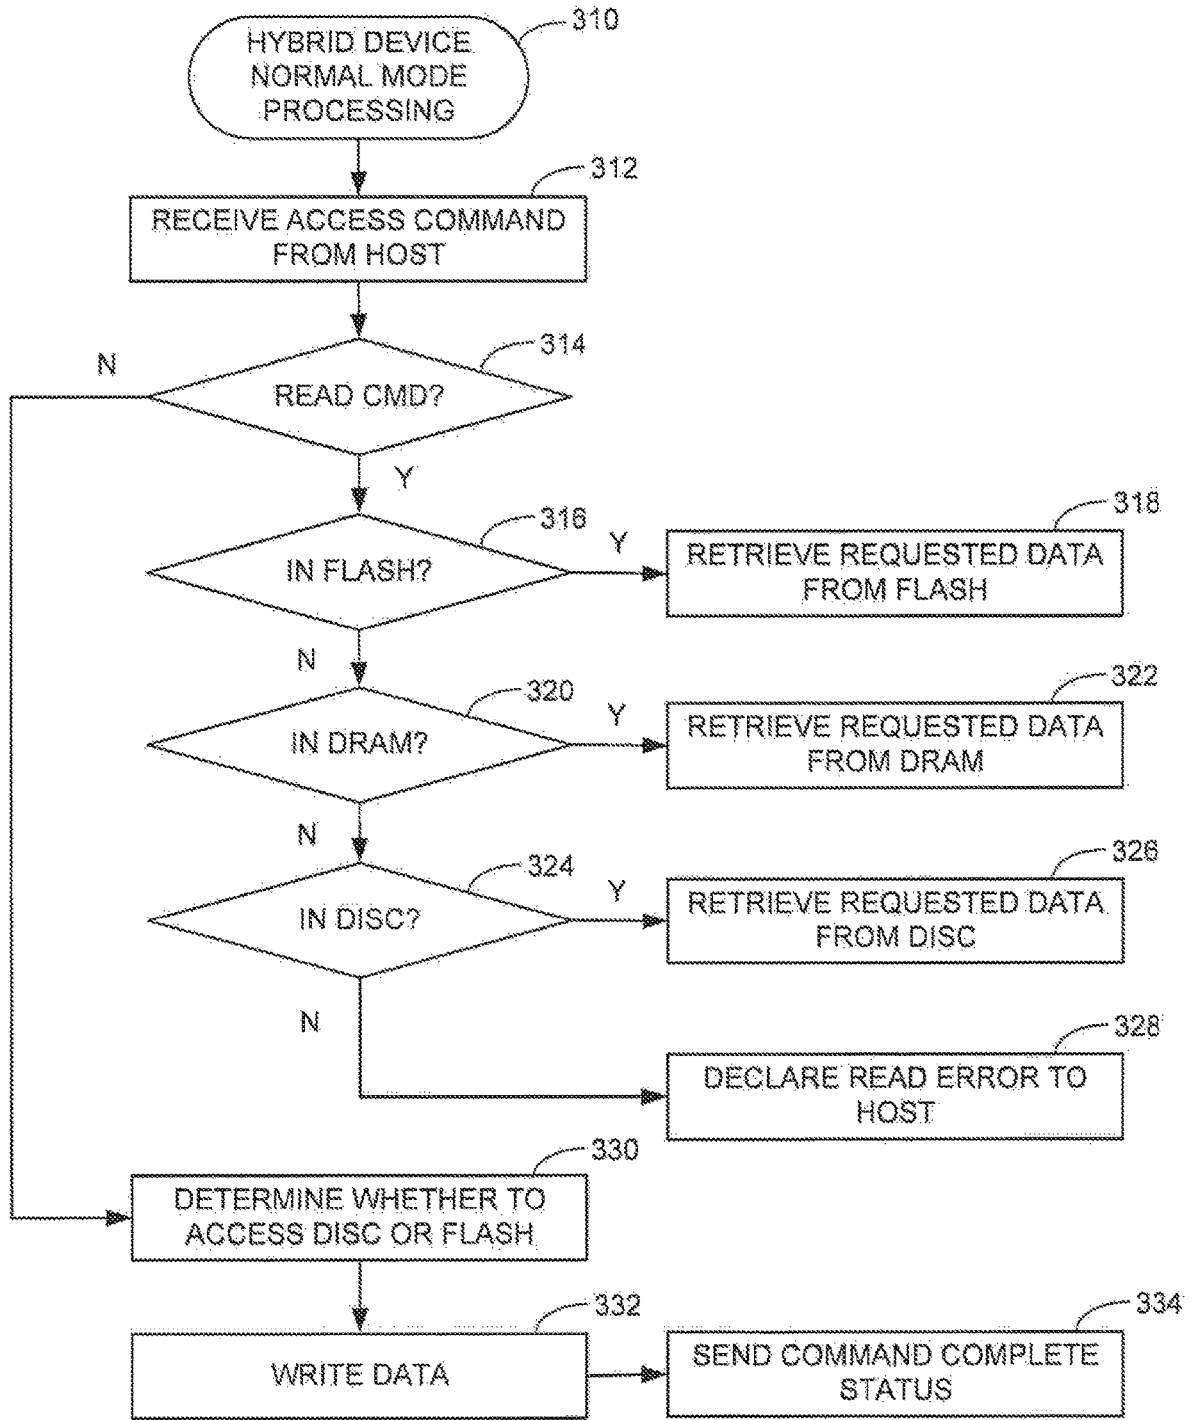 310
HYBRID DEVICE
NORMAL MODE
PROCESSING
312
RECEIVE ACCESS COMMAND
FROM HOST
314
N
READ CMD?
Y
316
IN FLASH?
Y
318
RETRIEVE REQUESTED DATA
FROM FLASH
N
320
IN DRAM?
Y
322
RETRIEVE REQUESTED DATA
FROM DRAM
N
324
IN DISC?
Y
326
RETRIEVE REQUESTED DATA
FROM DISC
N
328
DECLARE READ ERROR TO
HOST
330
DETERMINE WHETHER TO
ACCESS DISC OR FLASH
332
WRITE DATA
334
SEND COMMAND COMPLETE
STATUS